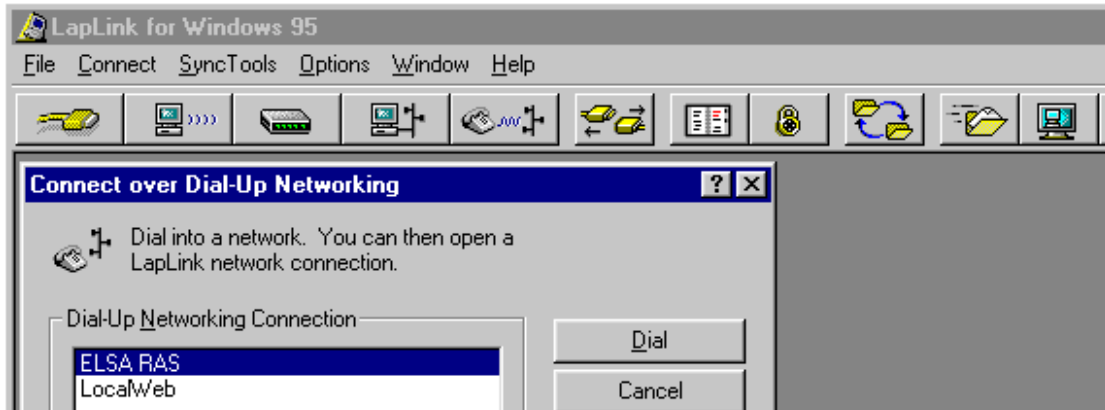 LapLink for Windows 95
File Connect SyncTools Options Window Help
Connect over Dial-Up Networking
Dial into a network. You can then open a
LapLink network connection.
Dial-Up Networking Connection
Dial
ELSA RAS
LocalWeb
Cancel